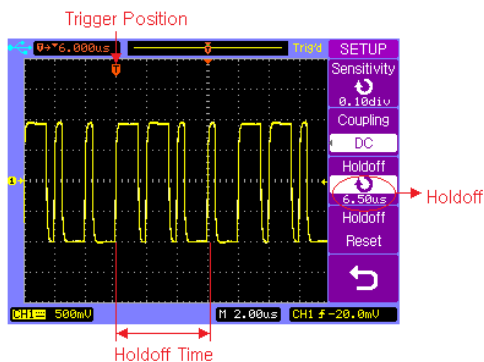 Trigger Position
T→▼6.000us
Trig'd
SETUP
T
Sensitivity
0.10div
Coupling
DC
Holdoff
6.50us
Holdoff
Holdoff
Reset
1
CH1 500mV
M 2.00us
CH1 -20.0mV
Holdoff Time